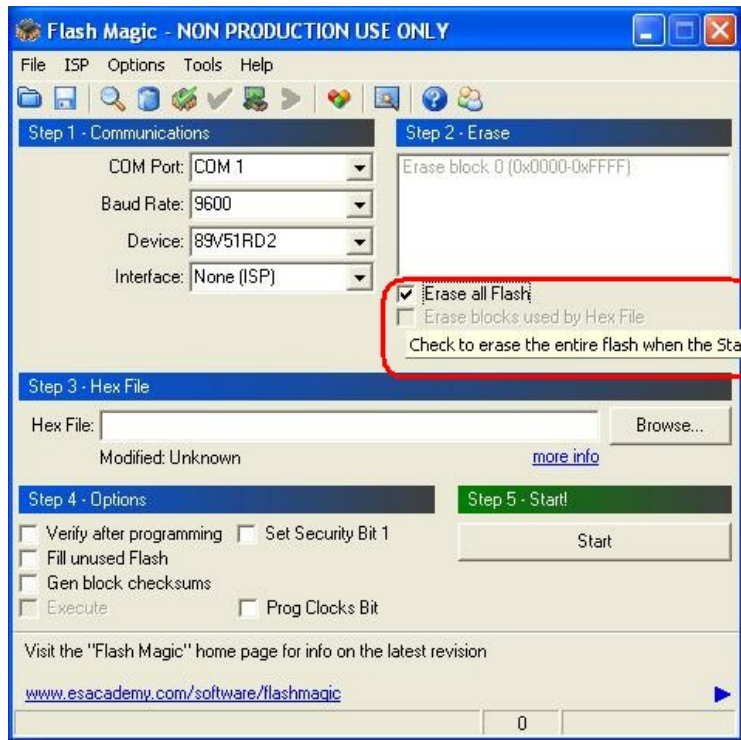 Flash Magic - NON PRODUCTION USE ONLY
File ISP Options Tools Help
Step 1 - Communications
COM Port: COM 1
Baud Rate: 9600
Device: 89V51RD2
Interface: None (ISP)
Step 2 - Erase
Erase block 0 (0x0000-0xFFFF)
Erase all Flash
Erase blocks used by Hex File
Check to erase the entire flash when the Sta
Step 3 - Hex File
Hex File:
Browse...
Modified: Unknown
more info
Step 4 - Options
Verify after programming
Set Security Bit 1
Fill unused Flash
Gen block checksums
Execute
Prog Clocks Bit
Step 5 - Start!
Start
Visit the "Flash Magic" home page for info on the latest revision
www.esacademy.com/software/flashmagic
0